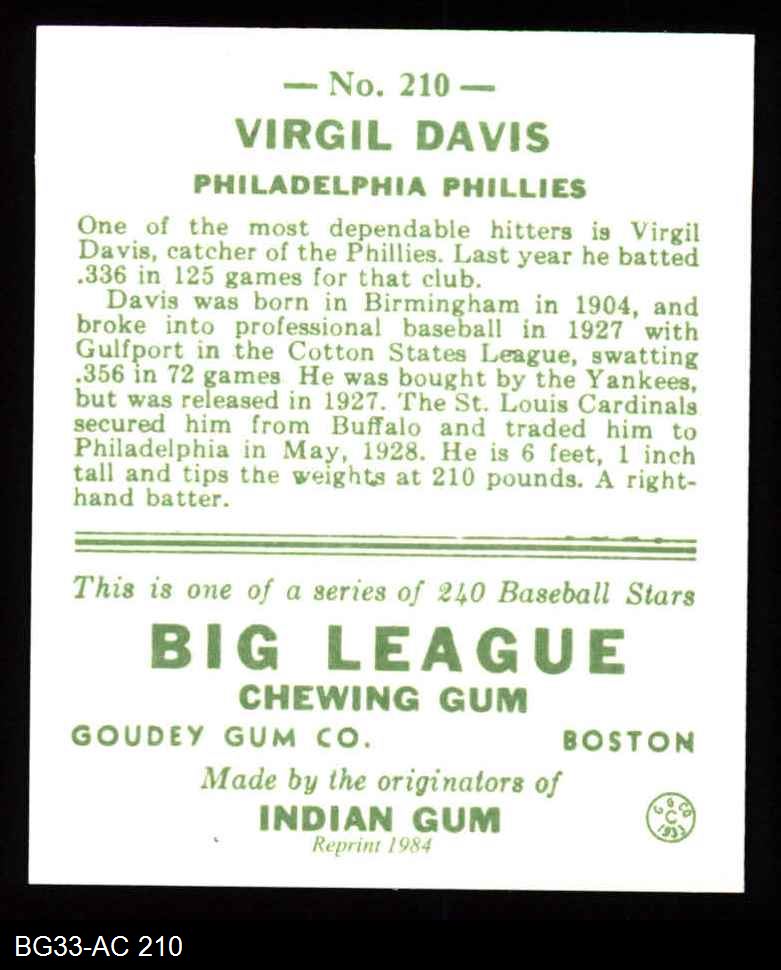 — No. 210 —
VIRGIL DAVIS
PHILADELPHIA PHILLIES
One of the most dependable hitters is Virgil
Davis, catcher of the Phillies. Last year he batted
.336 in 125 games for that club.
Davis was born in Birmingham in 1904, and
broke into professional baseball in 1927 with
Gulfport in the Cotton States League, swatting
.356 in 72 games. He was bought by the Yankees,
but was released in 1927. The St. Louis Cardinals
secured him from Buffalo and traded him to
Philadelphia in May, 1928. He is 6 feet, 1 inch
tall and tips the weights at 210 pounds. A right-
hand batter.
This is one of a series of 240 Baseball Stars
BIG LEAGUE
CHEWING GUM
GOUDEY GUM CO. BOSTON
Made by the originators of
INDIAN GUM
Reprint 1984
G G CO
C
1933
BG33-AC 210